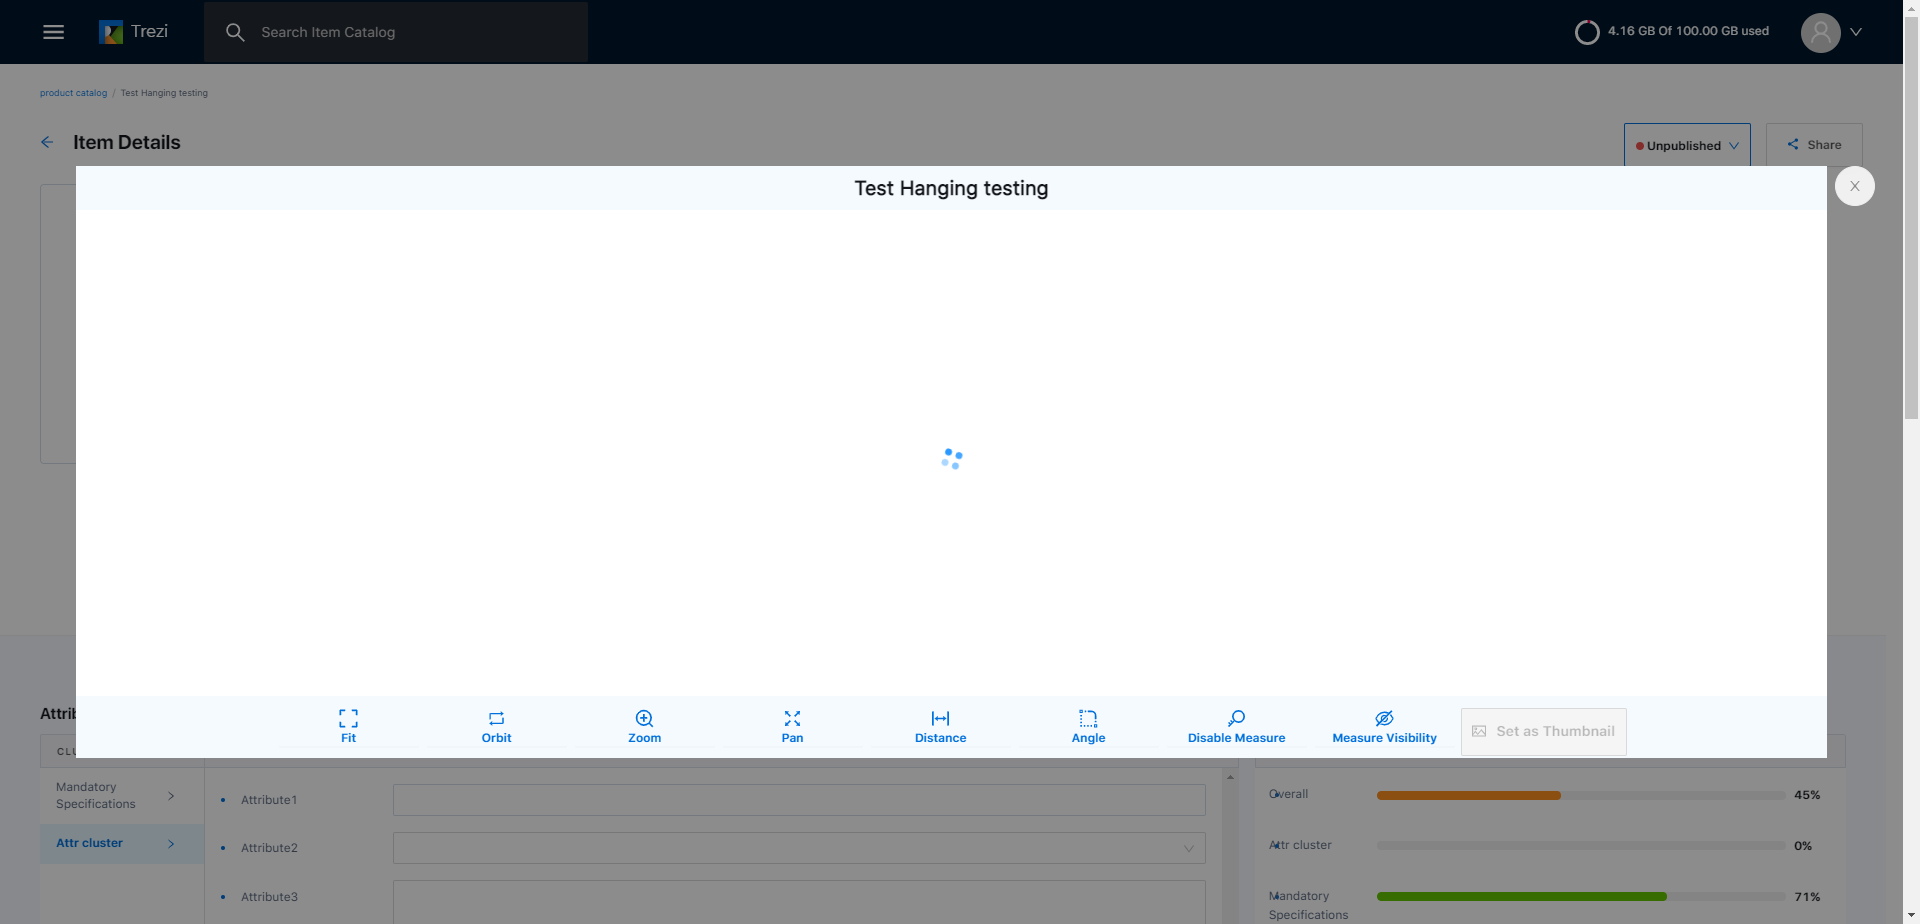 Trezi
Search Item Catalog
4.16 GB Of 100.00 GB used
product catalog / Test Hanging testing
Item Details
Unpublished
Share
Test Hanging testing
X
Fit
Orbit
Zoom
Pan
Distance
Angle
Disable Measure
Measure Visibility
Set as Thumbnail
Mandatory
Specifications
Attr cluster
Attribute1
Attribute2
Attribute3
Overall
45%
Attr cluster
0%
Mandatory
Specifications
71%